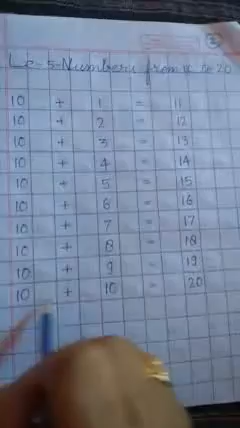 Le-5-Numbers from 11 to 20
10 + 1 = 11
10 + 2 = 12
10 + 3 = 13
10 + 4 = 14
10 + 5 = 15
10 + 6 = 16
10 + 7 = 17
10 + 8 = 18
10 + 9 = 19
10 + 10 = 20